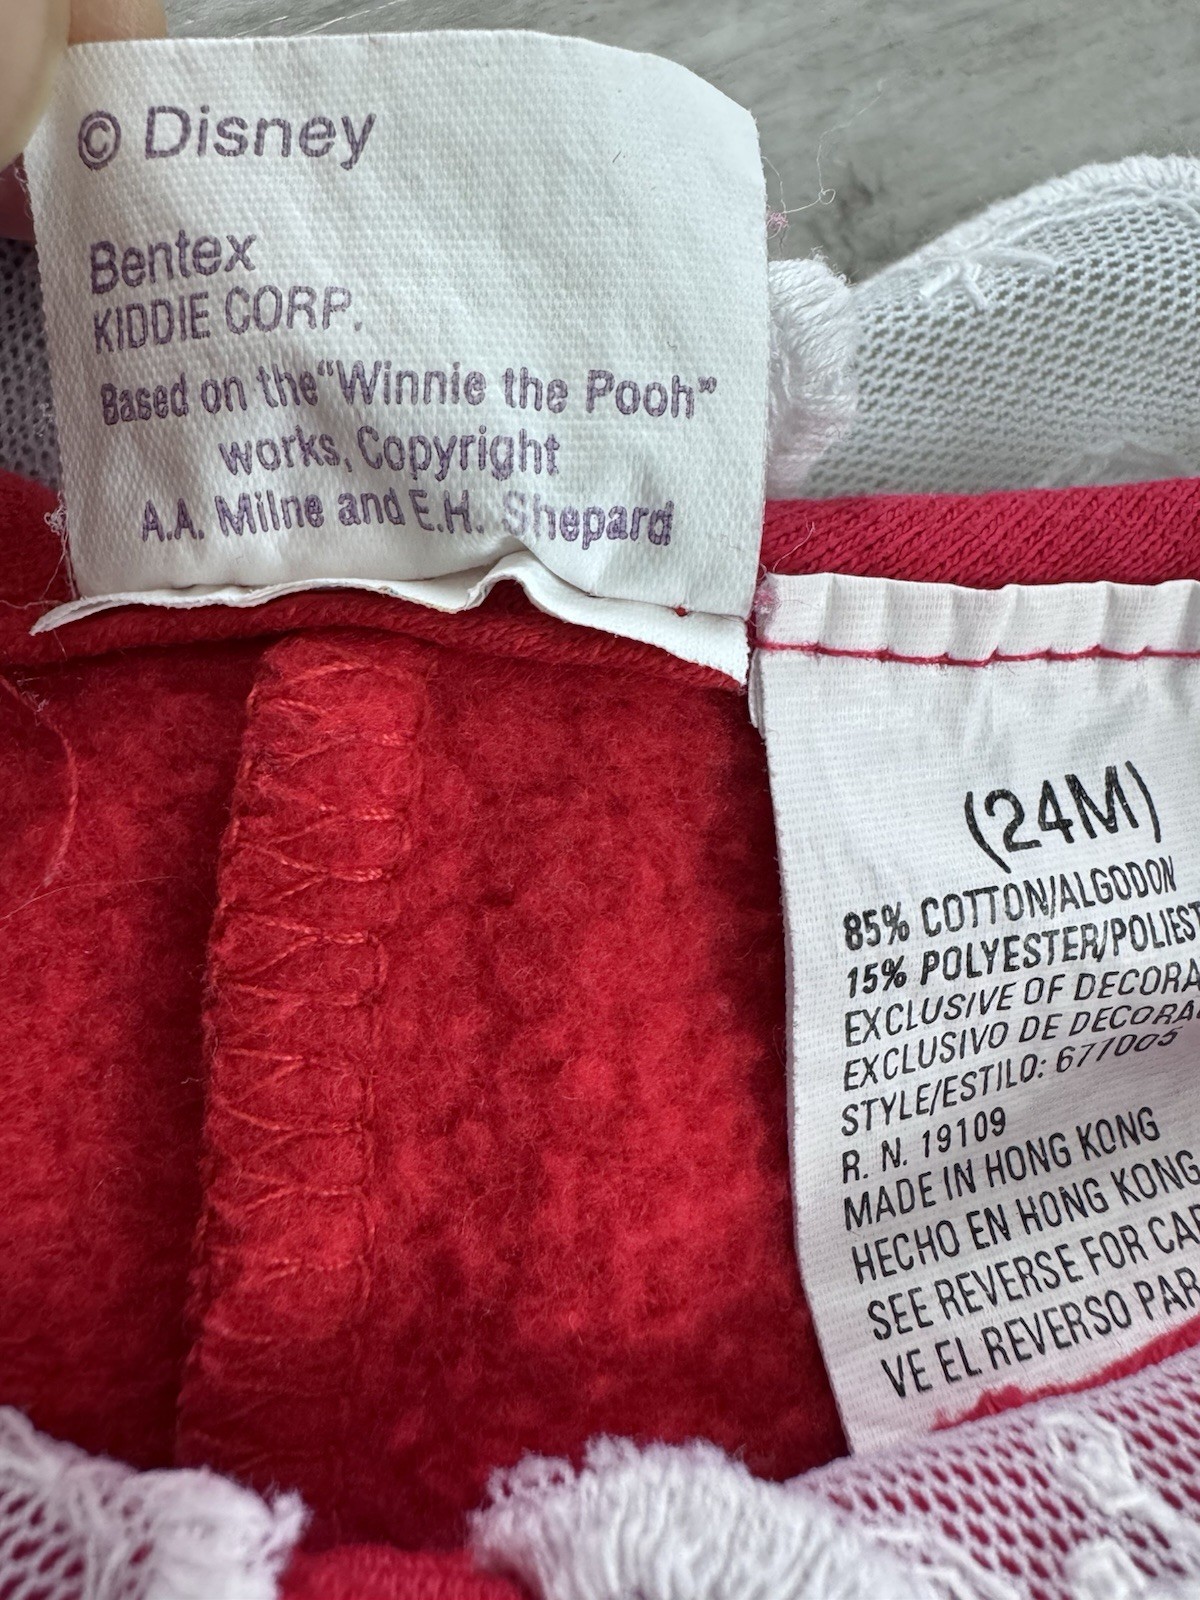 © Disney
Bentex
KIDDIE CORP.
Based on the "Winnie the Pooh"
works, Copyright
A.A. Milne and E.H. Shepard
(24M)
85% COTTON/ALGODON
15% POLYESTER/POLIEST
EXCLUSIVE OF DECORA
EXCLUSIVO DE DECORA
STYLE/ESTILO: 677005
R. N. 19109
MADE IN HONG KONG
HECHO EN HONG KONG
SEE REVERSE FOR CAR
VE EL REVERSO PAR